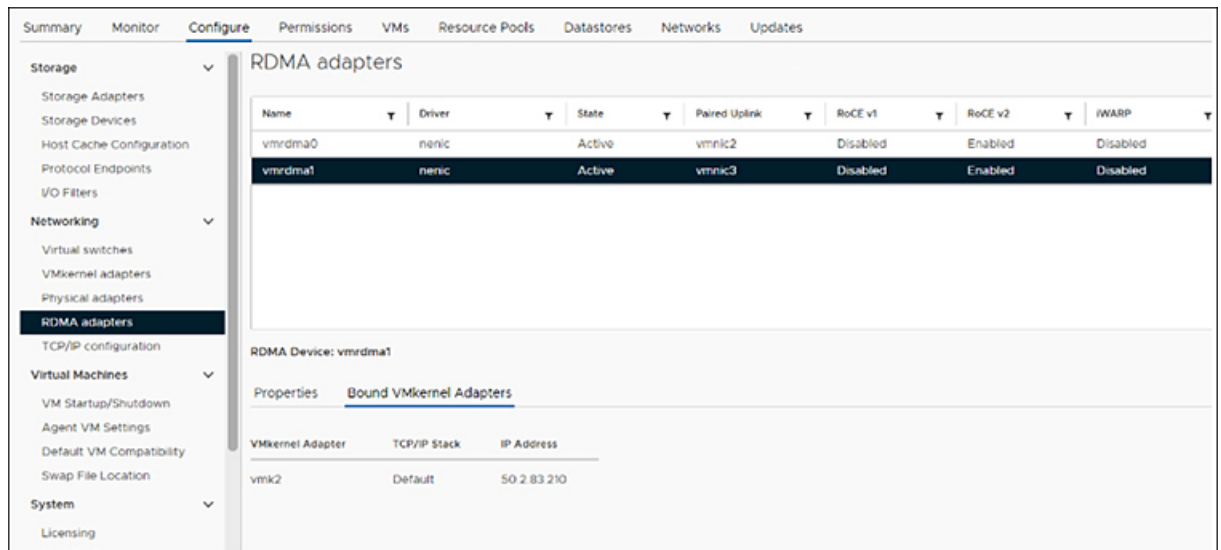 Summary Monitor Configure Permissions VMs Resource Pools Datastores Networks Updates
Storage
Storage Adapters
Storage Devices
Host Cache Configuration
Protocol Endpoints
I/O Filters
Networking
Virtual switches
VMkernel adapters
Physical adapters
RDMA adapters
TCP/IP configuration
Virtual Machines
VM Startup/Shutdown
Agent VM Settings
Default VM Compatibility
Swap File Location
System
Licensing
RDMA adapters
Name Driver State Paired Uplink RoCE v1 RoCE v2 iWARP
vmrdma0 nenic Active vmnic2 Disabled Enabled Disabled
vmrdma1 nenic Active vmnic3 Disabled Enabled Disabled
RDMA Device: vmrdma1
Properties Bound VMkernel Adapters
VMkernel Adapter TCP/IP Stack IP Address
vmk2 Default 50.2.83.210